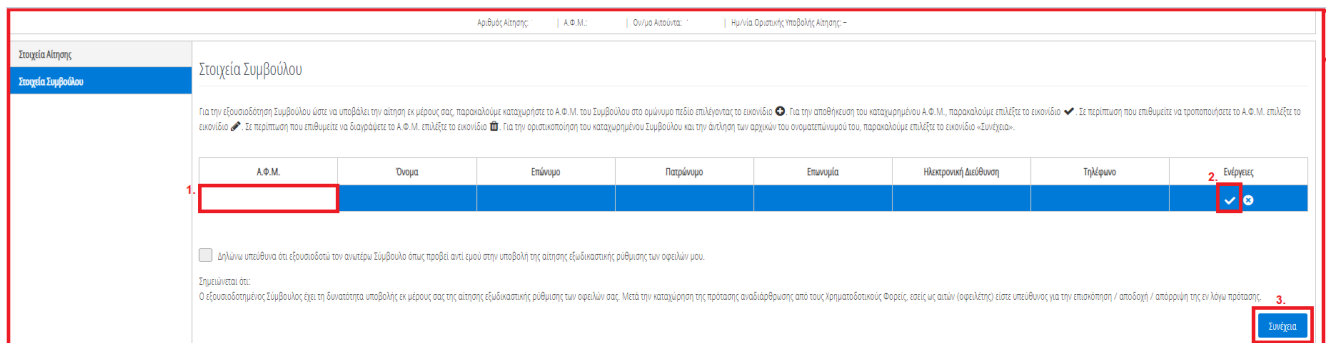 Αριθμός Αίτησης: | Α.Φ.Μ.: | Ον/μο Αιτούντα: | Ημ/νία Οριστικής Υποβολής Αίτησης: –
Στοιχεία Αίτησης
Στοιχεία Συμβούλου
Στοιχεία Συμβούλου
Για την εξουσιοδότηση Συμβούλου ώστε να υποβάλει την αίτηση εκ μέρους σας, παρακαλούμε καταχωρήστε το Α.Φ.Μ. του Συμβούλου στο ομώνυμο πεδίο επιλέγοντας το εικονίδιο . Για την αποθήκευση του καταχωρημένου Α.Φ.Μ., παρακαλούμε επιλέξτε το εικονίδιο . Σε περίπτωση που επιθυμείτε να τροποποιήσετε το Α.Φ.Μ. επιλέξτε το
εικονίδιο . Σε περίπτωση που επιθυμείτε να διαγράψετε το Α.Φ.Μ. επιλέξτε το εικονίδιο . Για την οριστικοποίηση του καταχωρημένου Συμβούλου και την άντληση των αρχικών του ονοματεπώνυμού του, παρακαλούμε επιλέξτε το εικονίδιο «Συνέχεια».
Α.Φ.Μ. Όνομα Επώνυμο Πατρώνυμο Επωνυμία Ηλεκτρονική Διεύθυνση Τηλέφωνο Ενέργειες
1. 2.
Δηλώνω υπεύθυνα ότι εξουσιοδοτώ τον ανωτέρω Σύμβουλο όπως προβεί αντί εμού στην υποβολή της αίτησης εξωδικαστικής ρύθμισης των οφειλών μου.
Σημειώνεται ότι:
Ο εξουσιοδοτημένος Σύμβουλος έχει τη δυνατότητα υποβολής εκ μέρους σας της αίτησης εξωδικαστικής ρύθμισης των οφειλών σας. Μετά την καταχώρηση της πρότασης αναδιάρθρωσης από τους Χρηματοδοτικούς Φορείς, εσείς ως αιτών (οφειλέτης) είστε υπεύθυνος για την επισκόπηση / αποδοχή / απόρριψη της εν λόγω πρότασης.
3.
Συνέχεια